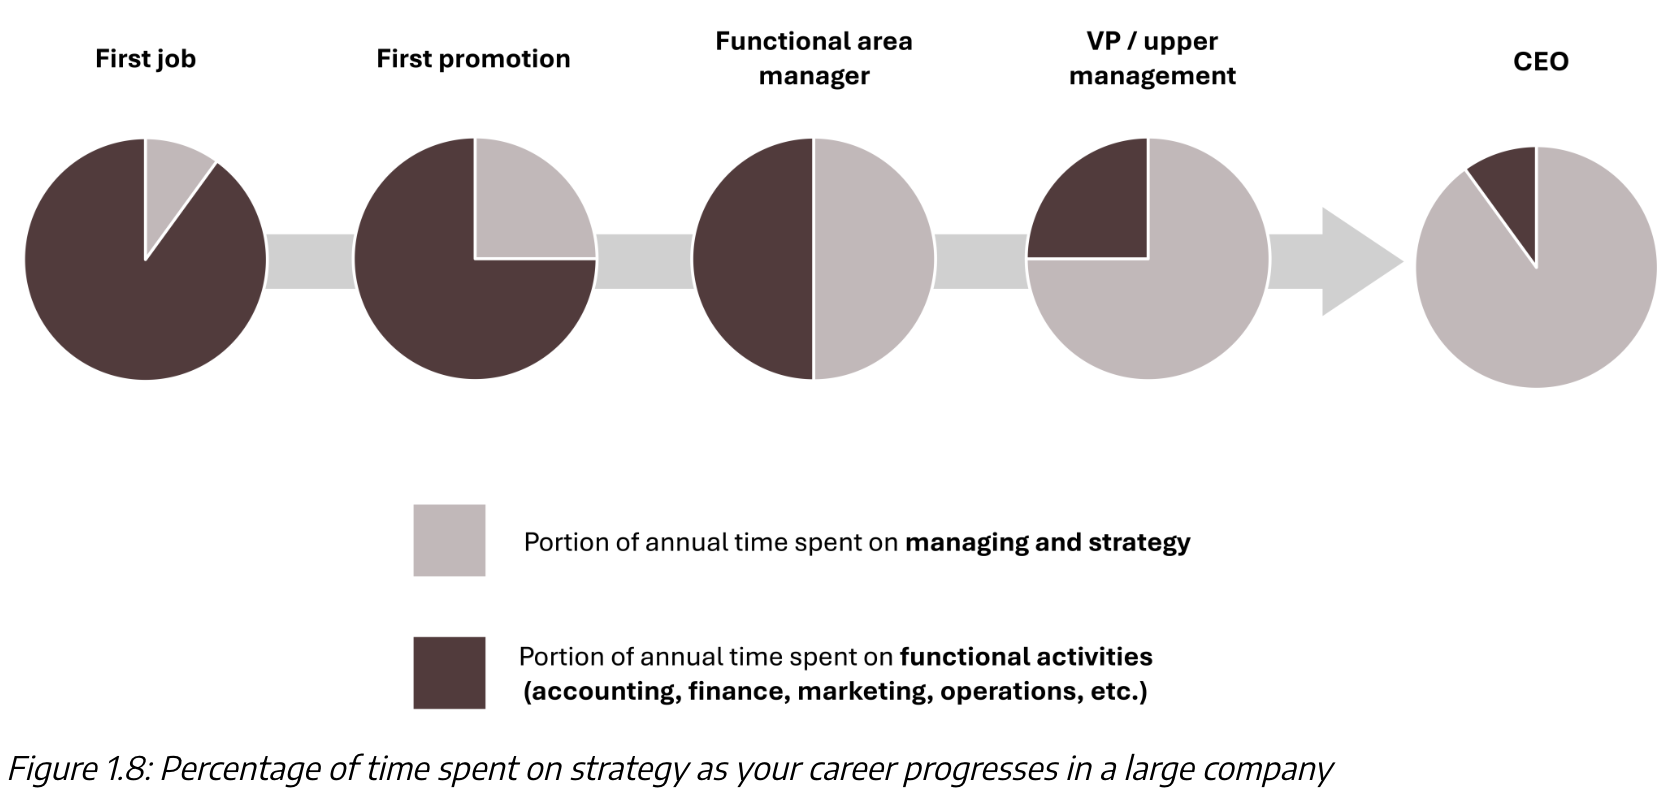 First job
First promotion
Functional area
manager
VP / upper
management
CEO
Portion of annual time spent on managing and strategy
Portion of annual time spent on functional activities
(accounting, finance, marketing, operations, etc.)
Figure 1.8: Percentage of time spent on strategy as your career progresses in a large company